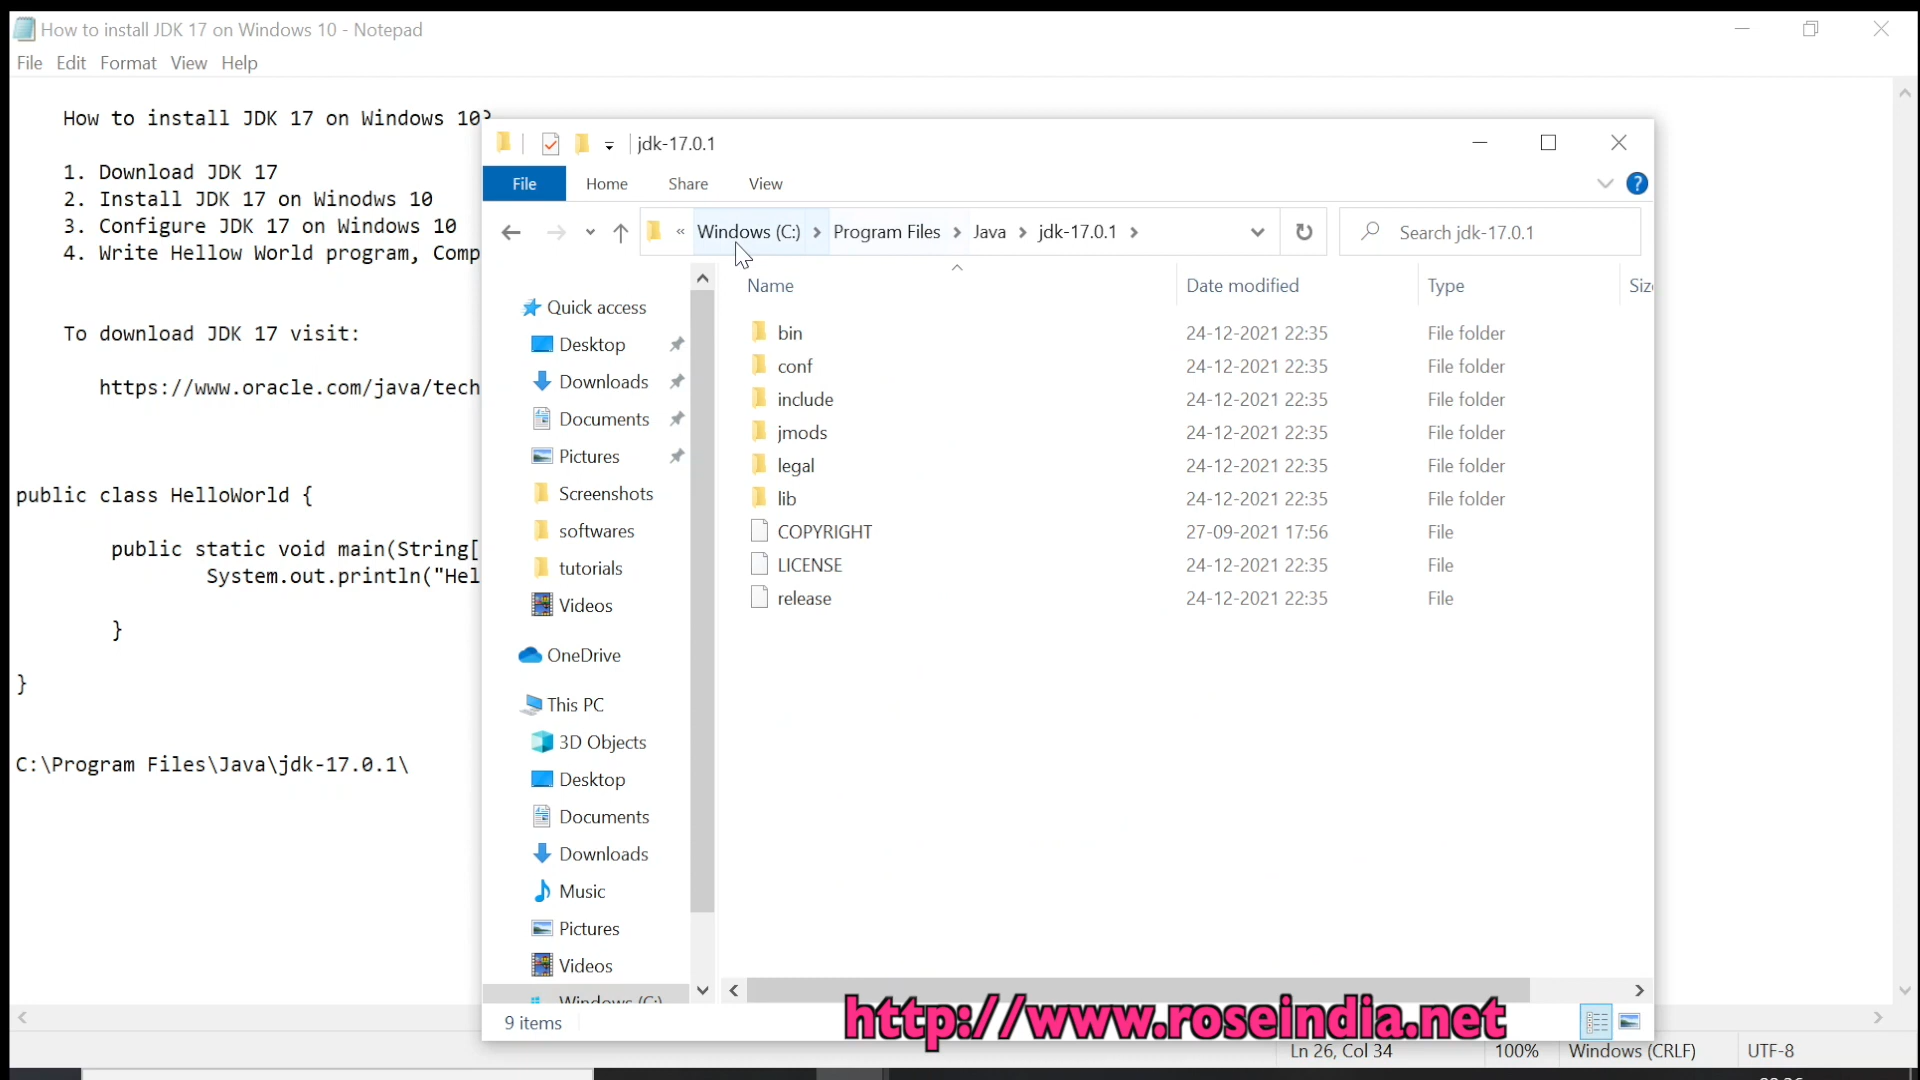 How to install JDK 17 on Windows 10 - Notepad
File Edit Format View Help
How to install JDK 17 on Windows 10?
1. Download JDK 17
2. Install JDK 17 on Winodws 10
3. Configure JDK 17 on Windows 10
4. Write Hellow World program, Comp
To download JDK 17 visit:
https://www.oracle.com/java/tech
public class HelloWorld {
public static void main(String[
System.out.println("Hel
}
}
C:\Program Files\Java\jdk-17.0.1\
jdk-17.0.1
File Home Share View
« Windows (C:) > Program Files > Java > jdk-17.0.1 >
Search jdk-17.0.1
Quick access
Desktop
Downloads
Documents
Pictures
Screenshots
softwares
tutorials
Videos
OneDrive
This PC
3D Objects
Desktop
Documents
Downloads
Music
Pictures
Videos
Windows (C:)
Name Date modified Type
bin 24-12-2021 22:35 File folder
conf 24-12-2021 22:35 File folder
include 24-12-2021 22:35 File folder
jmods 24-12-2021 22:35 File folder
legal 24-12-2021 22:35 File folder
lib 24-12-2021 22:35 File folder
COPYRIGHT 27-09-2021 17:56 File
LICENSE 24-12-2021 22:35 File
release 24-12-2021 22:35 File
9 items
http://www.roseindia.net
Ln 26, Col 34 100% Windows (CRLF) UTF-8